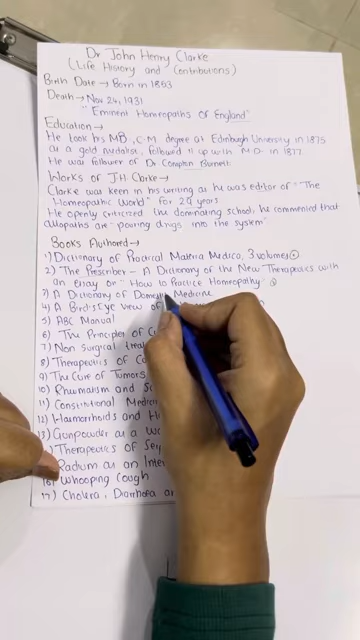 Dr John Henry Clarke
(Life History and Contributions)
Birth Date → Born in 1853
Death → Nov 24, 1931
"Eminent Homeopaths of England"
Education →
He took his MB, C.M degree at Edinburgh University in 1875
as a gold medalist, followed it up with M.D in 1877.
He was follower of Dr Compton Burnett.
Works of J.H Clarke →
Clarke was keen in his writing as he was editor of "The
Homeopathic World" for 29 years
He openly criticized the dominating school, he commented that
allopaths are "pouring drugs into the system"
Books Authored →
1) Dictionary of Practical Materia Medica, 3 volumes
2) "The Prescriber - A Dictionary of the New Therapeutics with
an essay on "How to Practice Homeopathy"
3) A Dictionary of Domestic Medicine
4) A Bird's Eye view of
5) ABC Manual
6) The Principles of
7) Non Surgical
8) Therapeutics of
9) The Cure of Tumors
10) Rheumatism and
11) Constitutional Medicine
12) Haemorrhoids and
13) Gunpowder as a
Therapeutics of
Radium as an
16) Whooping Cough
17) Cholera, Diarrhoea